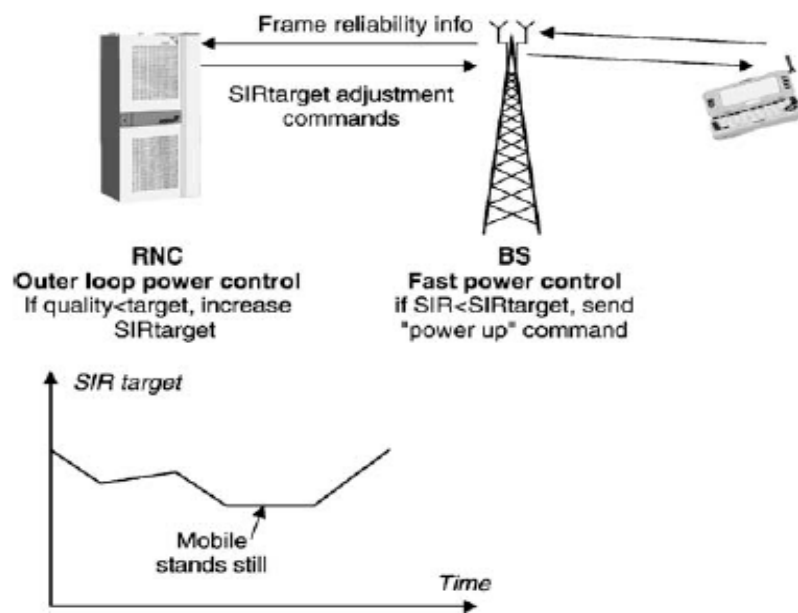 Frame reliability info
SIRtarget adjustment
commands
RNC
Outer loop power control
If quality<target, increase
SIRtarget
BS
Fast power control
if SIR<SIRtarget, send
"power up" command
SIR target
Mobile
stands still
Time